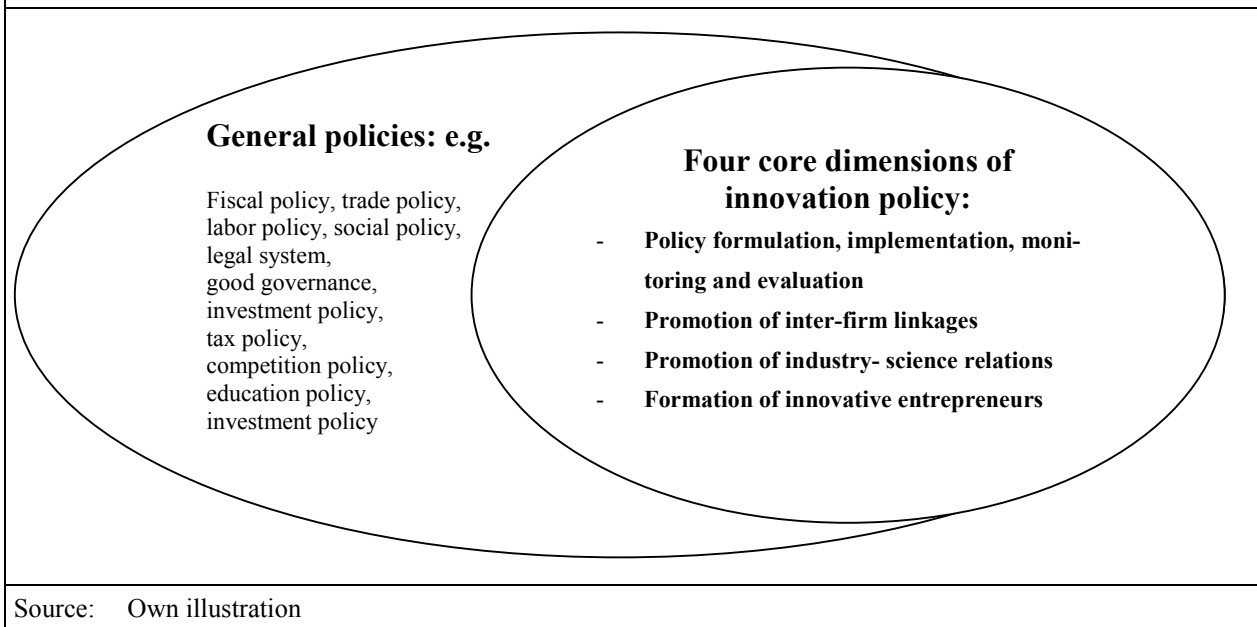 General policies: e.g.
Fiscal policy, trade policy,
labor policy, social policy,
legal system,
good governance,
investment policy,
tax policy,
competition policy,
education policy,
investment policy
Four core dimensions of
innovation policy:
- Policy formulation, implementation, moni-
toring and evaluation
- Promotion of inter-firm linkages
- Promotion of industry- science relations
- Formation of innovative entrepreneurs
Source: Own illustration